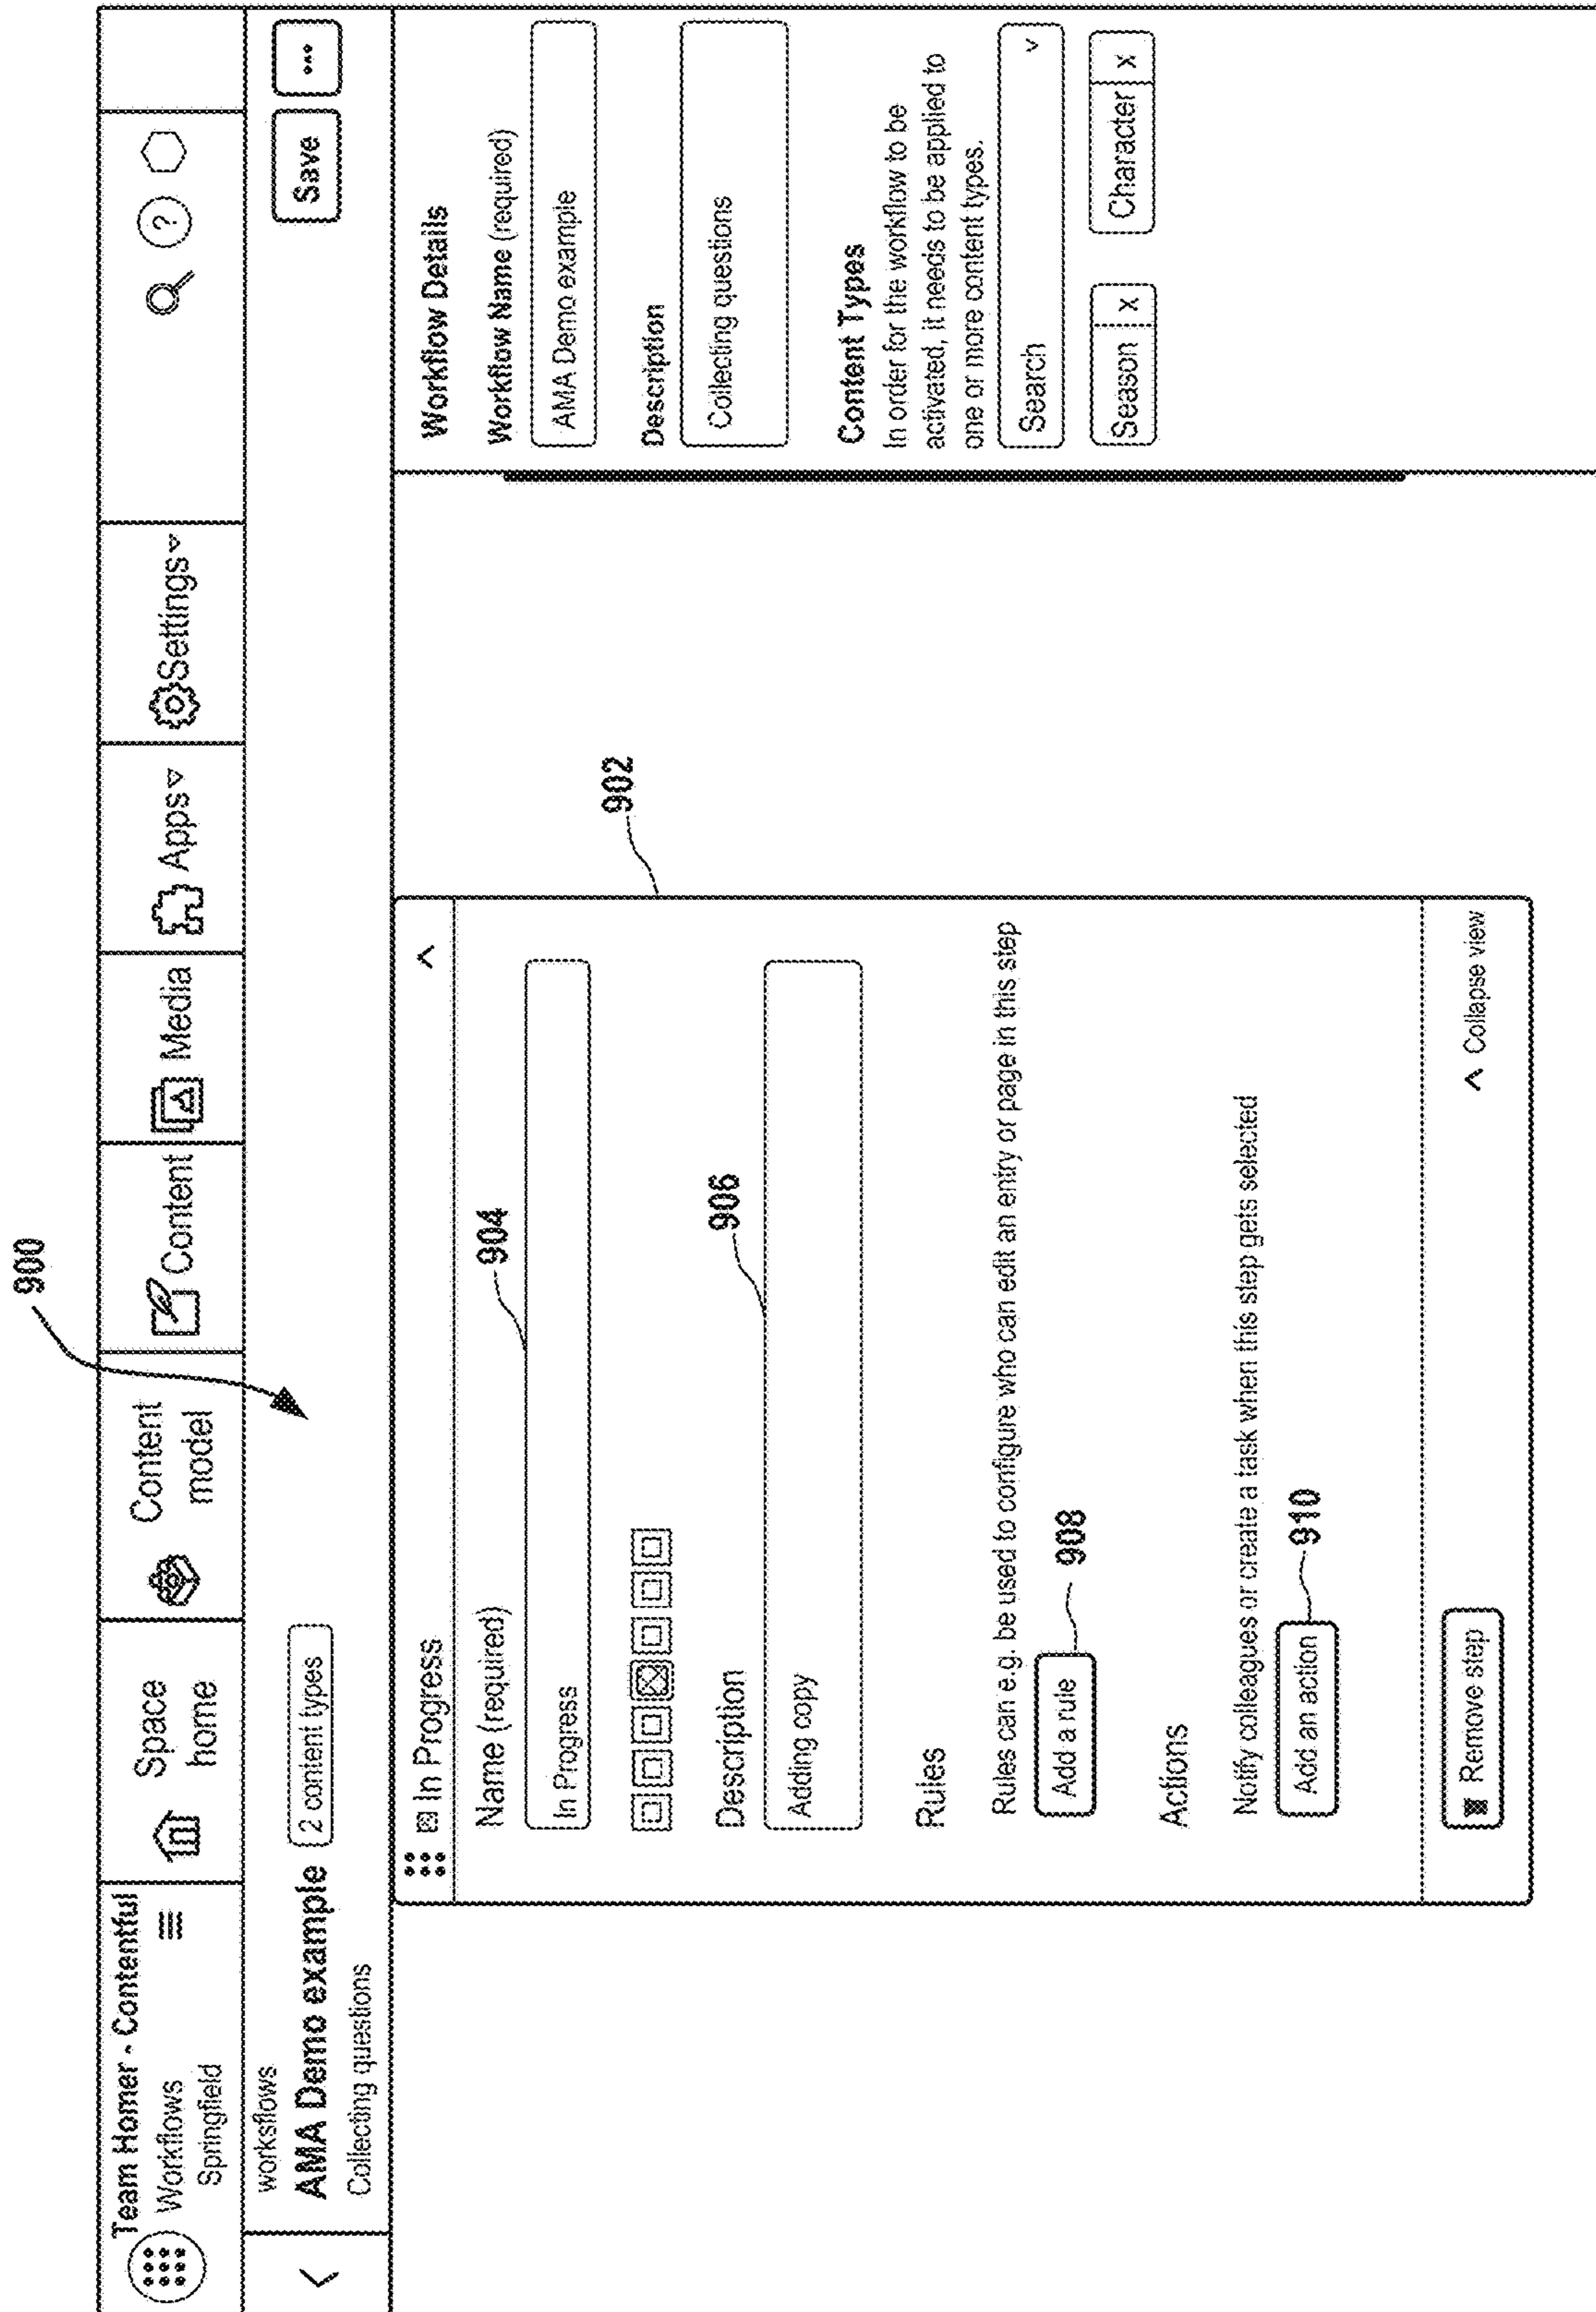 900
Team Homer - Contentful
Workflows
Springfield
Space home
Content model
Content
Media
Apps
Settings
?
worksflows
AMA Demo example
2 content types
Collecting questions
Save
...
In Progress
902
Name (required)
904
In Progress
Description
906
Adding copy
Rules
Rules can e.g. be used to configure who can edit an entry or page in this step
Add a rule
908
Actions
Notify colleagues or create a task when this step gets selected
Add an action
910
Remove step
Collapse view
Workflow Details
Workflow Name (required)
AMA Demo example
Description
Collecting questions
Content Types
In order for the workflow to be
activated, it needs to be applied to
one or more content types.
Search
Season x
Character x